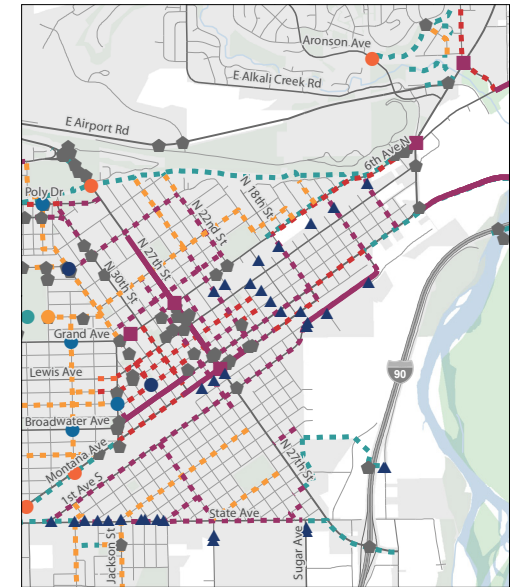 Aronson Ave
E Alkali Creek Rd
E Airport Rd
6th Ave N
Poly Dr
N 18th St
N 22nd St
N 27th St
N 30th St
Grand Ave
Lewis Ave
90
Broadwater Ave
Montana Ave
N 27th St
1st Ave S
State Ave
Jackson St
Sugar Ave